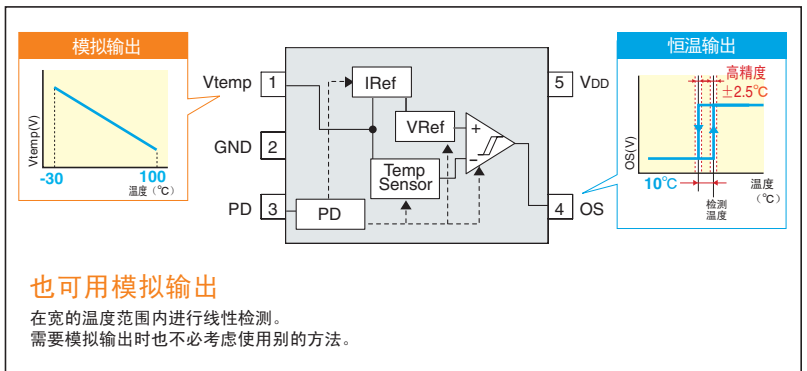 模拟输出
Vtemp(V)
-30
100
温度（℃）
Vtemp
1
GND
2
PD
3
IRef
VRef
+
−
Temp
Sensor
PD
5
VDD
4
OS
恒温输出
高精度
±2.5℃
OS(V)
10℃
检测
温度
温度
（℃）
也可用模拟输出
在宽的温度范围内进行线性检测。
需要模拟输出时也不必考虑使用别的方法。